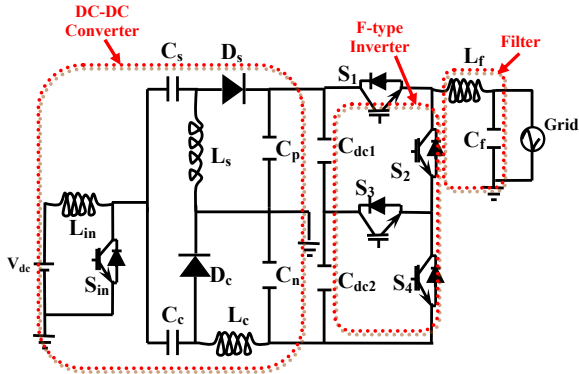 DC-DC
Converter
F-type
Inverter
Filter
Cs
Ds
S1
Lf
Grid
Ls
Cp
Cdc1
S2
Cf
S3
Lin
Vdc
Sin
Dc
Cn
Cdc2
S4
Cc
Lc